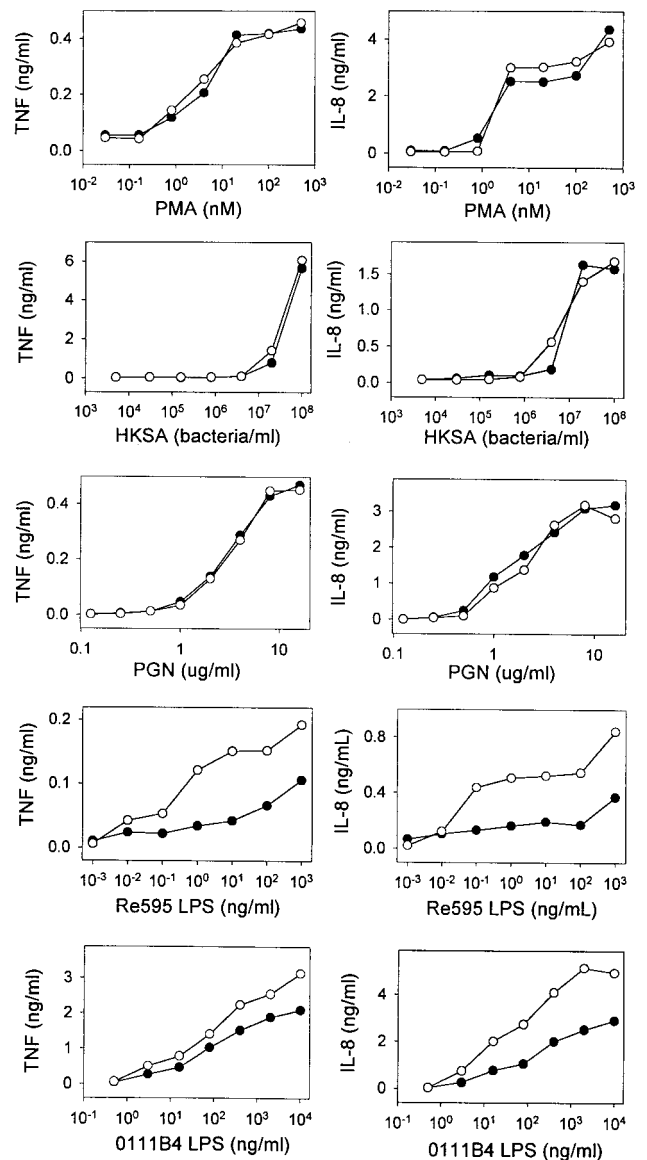 TNF (ng/ml)
0.4
0.2
0.0
10-2 10-1 100 101 102 103
PMA (nM)
IL-8 (ng/ml)
4
2
0
10-2 10-1 100 101 102 103
PMA (nM)
TNF (ng/ml)
6
4
2
0
103 104 105 106 107 108
HKSA (bacteria/ml)
IL-8 (ng/ml)
1.5
1.0
0.5
0.0
103 104 105 106 107 108
HKSA (bacteria/ml)
TNF (ng/ml)
0.4
0.2
0.0
0.1 1 10
PGN (ug/ml)
IL-8 (ng/ml)
3
2
1
0
0.1 1 10
PGN (ug/ml)
TNF (ng/ml)
0.2
0.1
0.0
10-3 10-2 10-1 100 101 102 103
Re595 LPS (ng/ml)
IL-8 (ng/mL)
0.8
0.4
0.0
10-3 10-2 10-1 100 101 102 103
Re595 LPS (ng/mL)
TNF (ng/ml)
3
2
1
0
10-1 100 101 102 103 104
0111B4 LPS (ng/ml)
IL-8 (ng/ml)
4
2
0
10-1 100 101 102 103 104
0111B4 LPS (ng/ml)